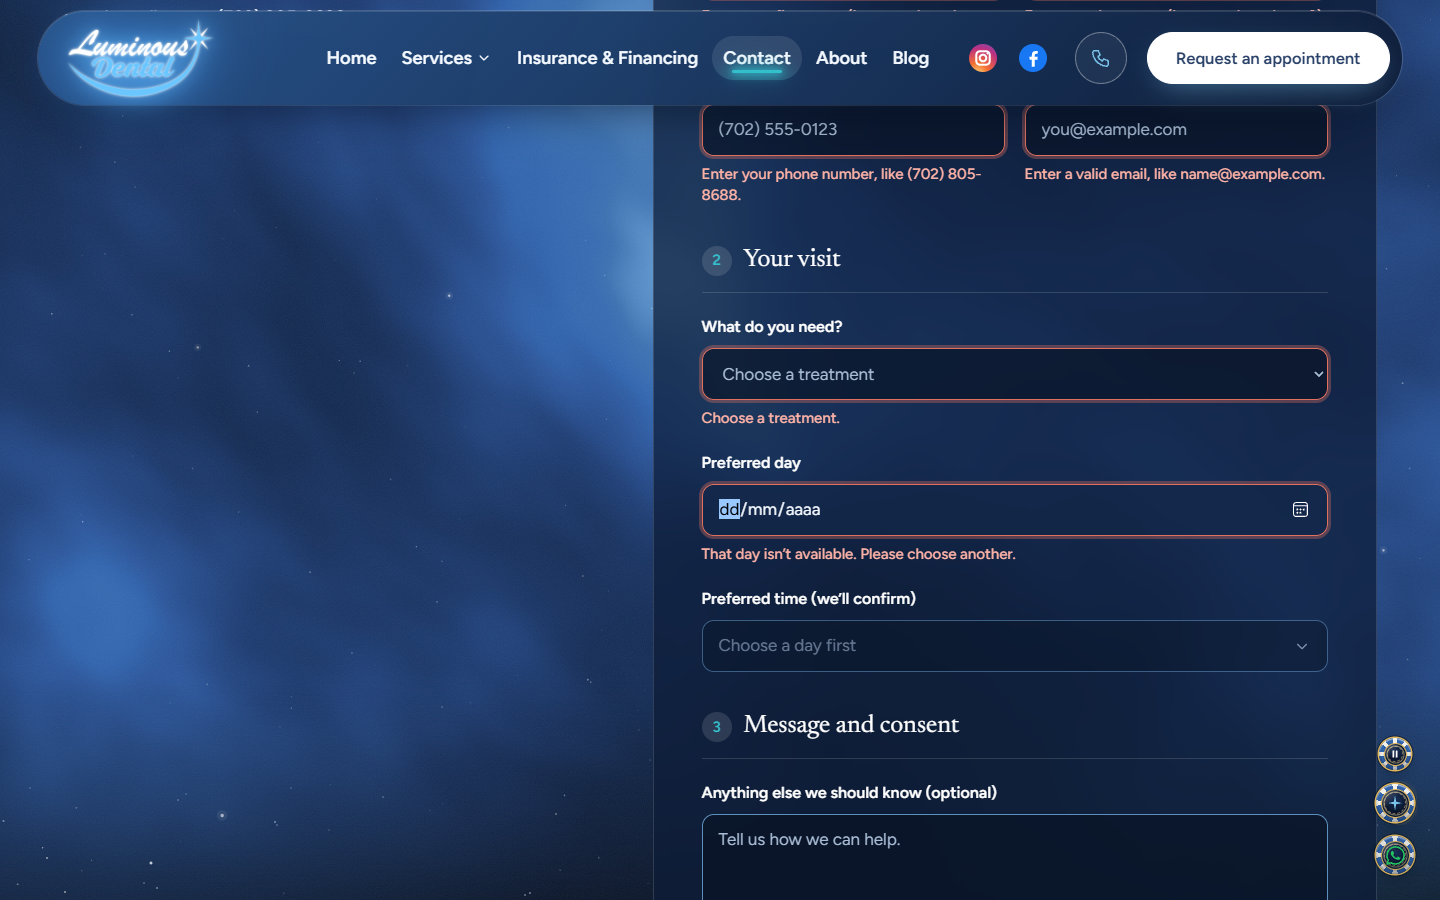 Luminous
Dental
Home
Services
Insurance & Financing
Contact
About
Blog
Request an appointment
(702) 555-0123
you@example.com
Enter your phone number, like (702) 805-
8688.
Enter a valid email, like name@example.com.
2
Your visit
What do you need?
Choose a treatment
Choose a treatment.
Preferred day
dd/mm/aaaa
That day isn't available. Please choose another.
Preferred time (we'll confirm)
Choose a day first
3
Message and consent
Anything else we should know (optional)
Tell us how we can help.